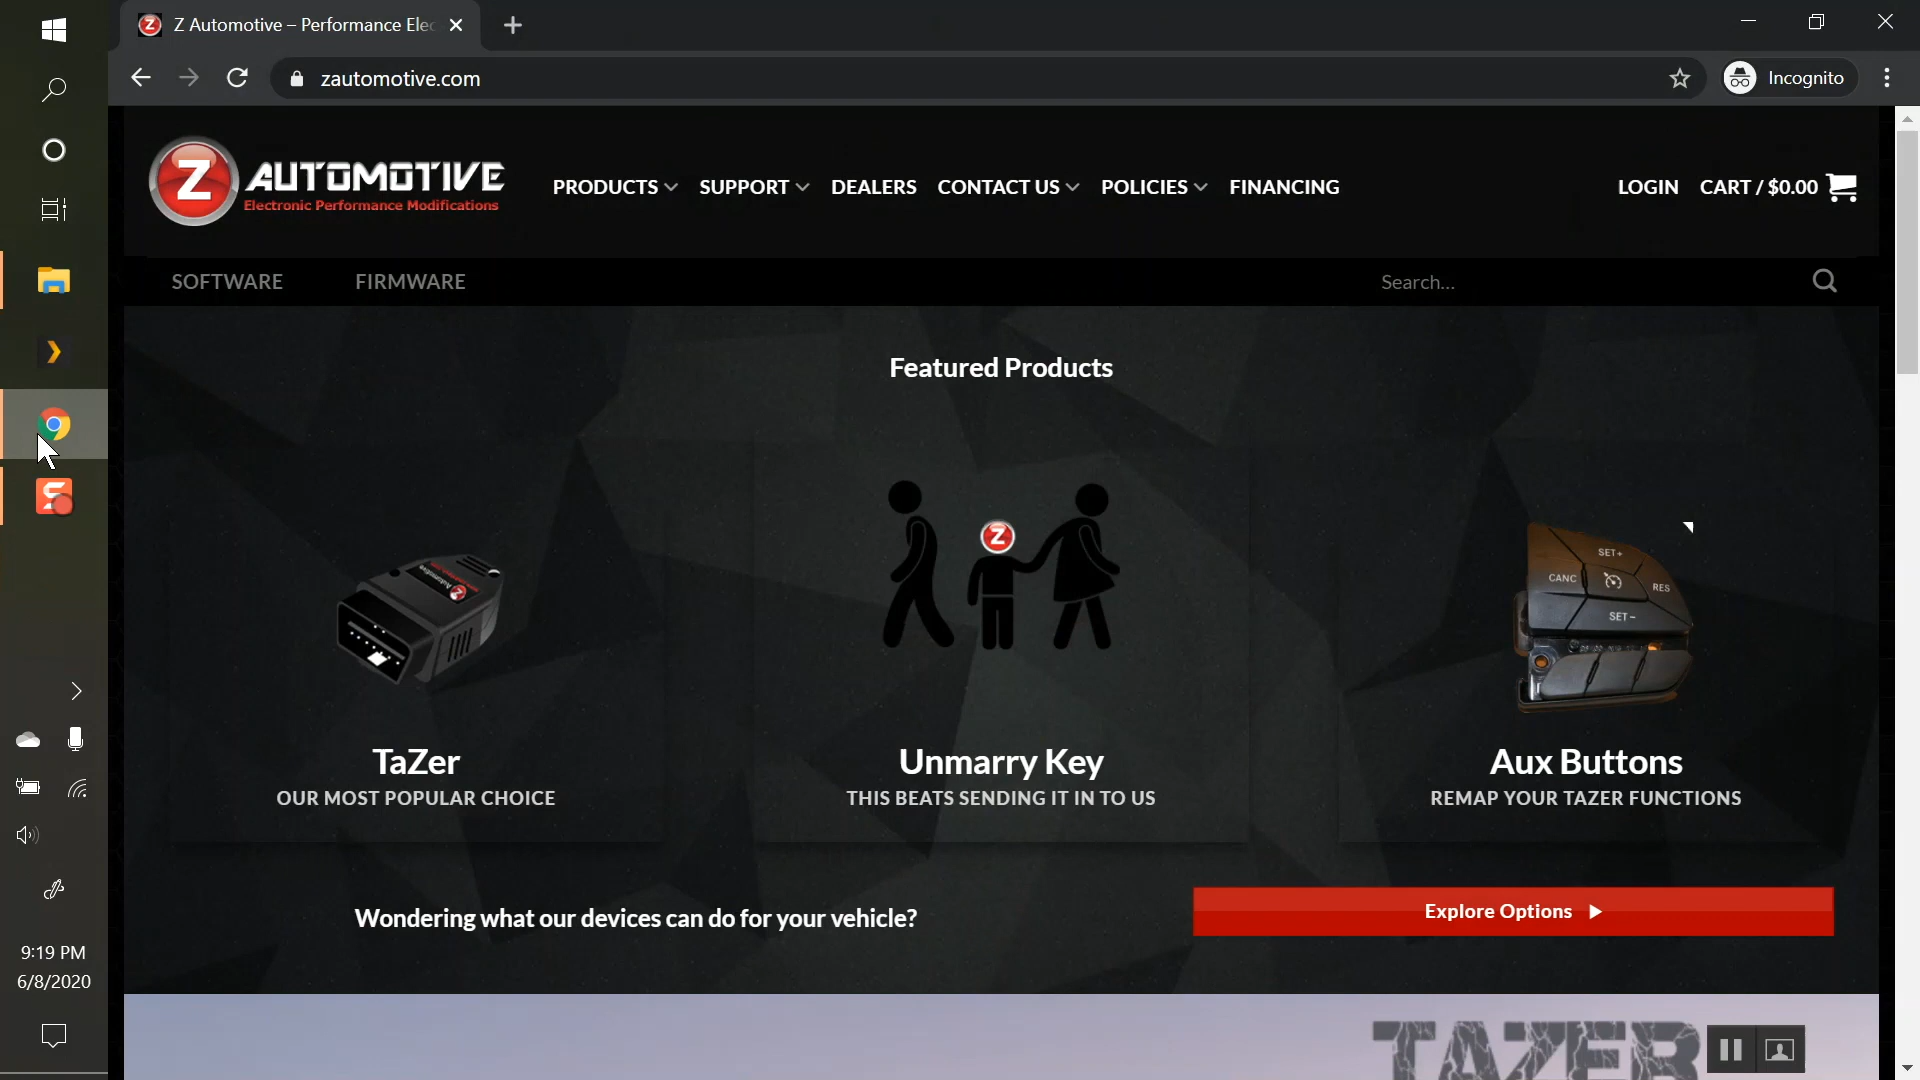 Z Automotive – Performance Elec
zautomotive.com
Incognito
Z AUTOMOTIVE
Electronic Performance Modifications
PRODUCTS SUPPORT DEALERS CONTACT US POLICIES FINANCING
LOGIN CART / $0.00
SOFTWARE FIRMWARE
Search...
Featured Products
Z
SET+
CANC
RES
SET−
TaZer
OUR MOST POPULAR CHOICE
Unmarry Key
THIS BEATS SENDING IT IN TO US
Aux Buttons
REMAP YOUR TAZER FUNCTIONS
Wondering what our devices can do for your vehicle?
Explore Options
TAZER
9:19 PM
6/8/2020